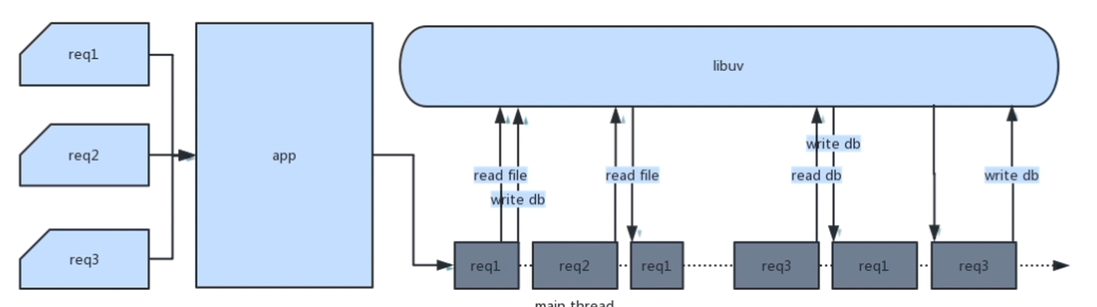 req1
req2
req3
app
libuv
read file
write db
read file
write db
read db
write db
req1
req2
req1
req3
req1
req3
main thread